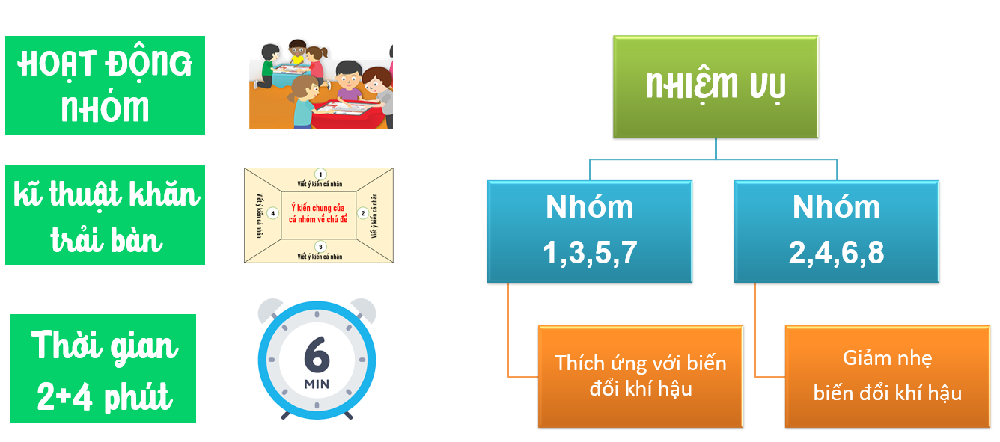 HOẠT ĐỘNG
NHÓM
kĩ thuật khăn
trải bàn
1
Viết ý kiến cá nhân
Viết ý kiến cá nhân
4
Ý kiến chung của
cả nhóm về chủ đề
2
Viết ý kiến cá nhân
3
Viết ý kiến cá nhân
Thời gian
2+4 phút
6
MIN
NHIỆM VỤ
Nhóm
1,3,5,7
Nhóm
2,4,6,8
Thích ứng với biến
đổi khí hậu
Giảm nhẹ
biến đổi khí hậu